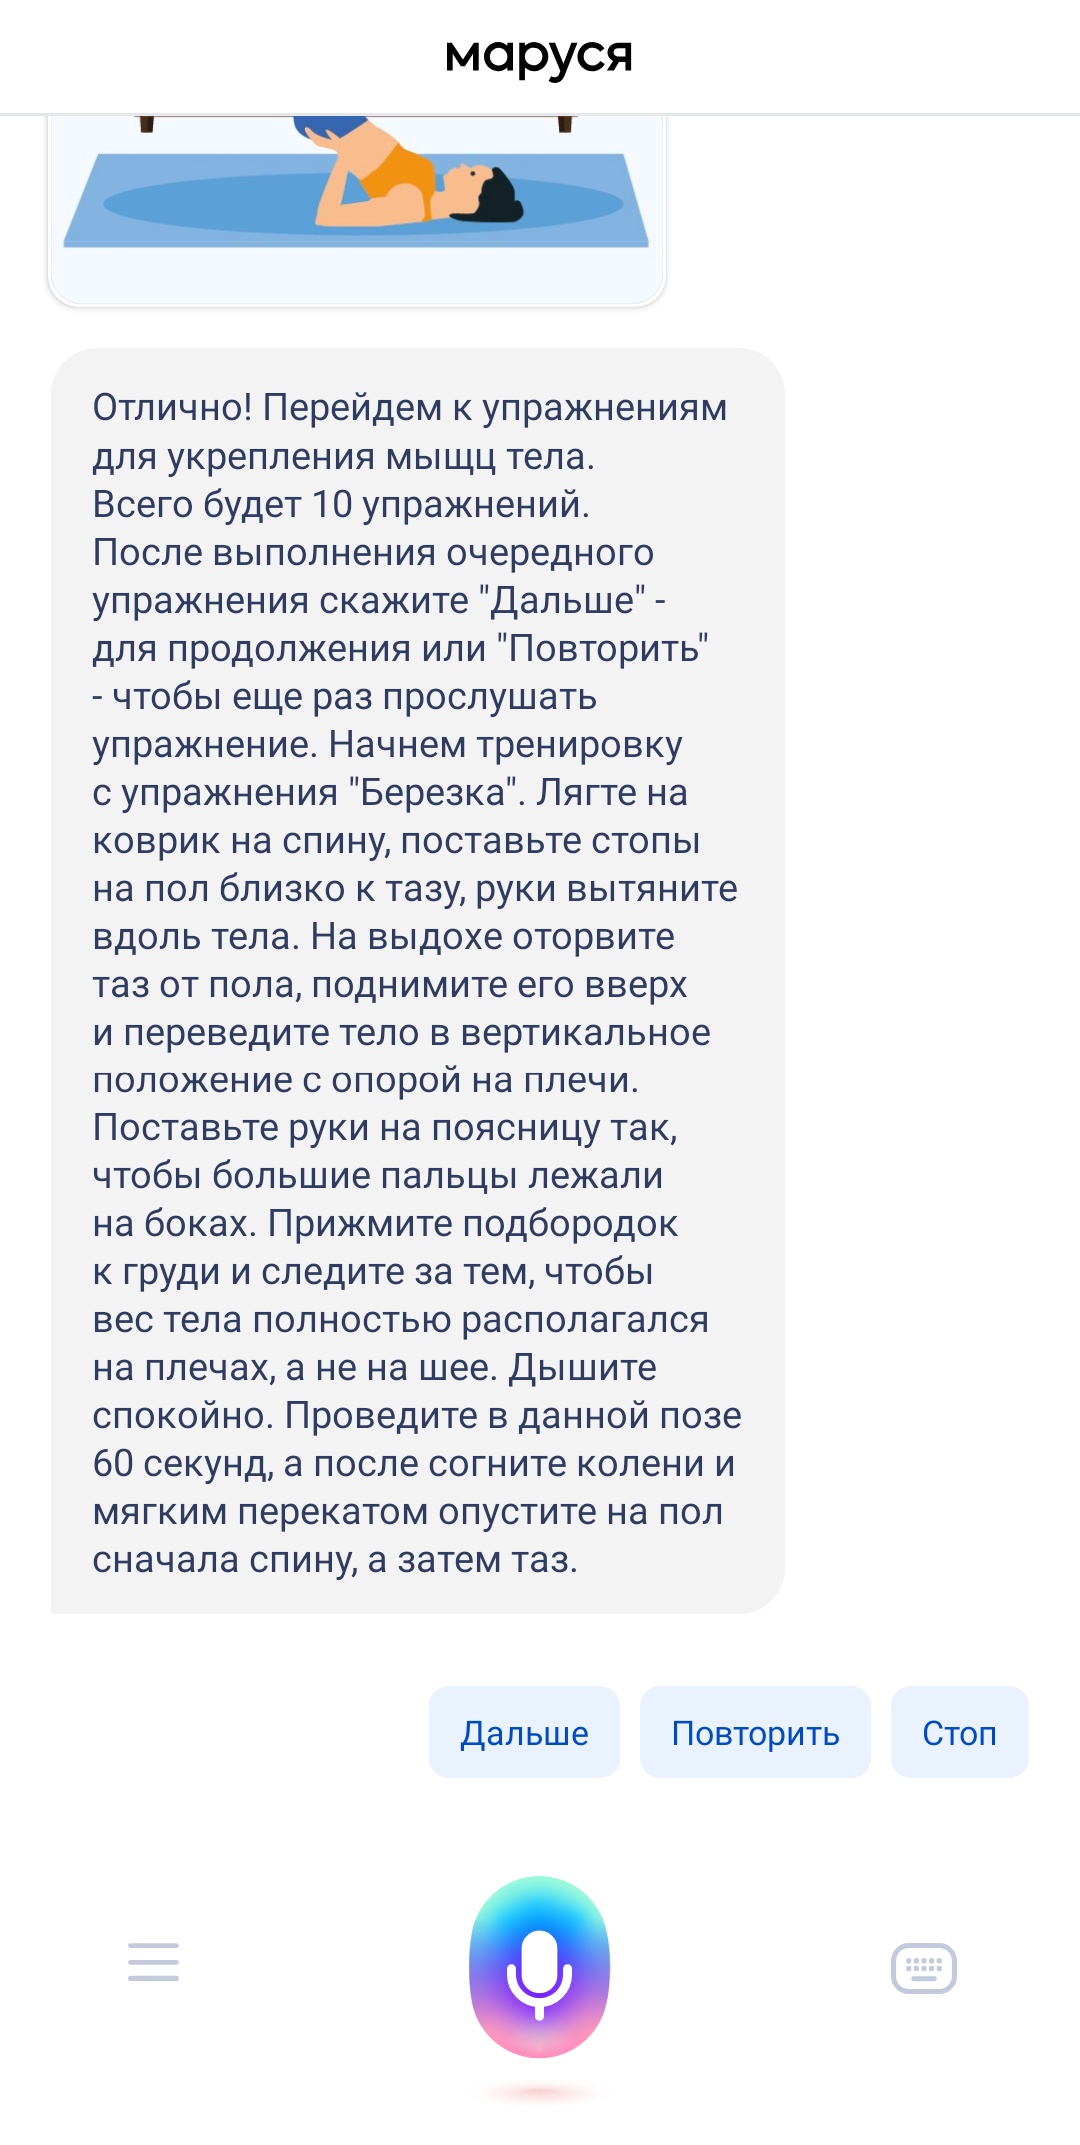 маруся
Отлично! Перейдем к упражнениям
для укрепления мыщц тела.
Всего будет 10 упражнений.
После выполнения очередного
упражнения скажите "Дальше" -
для продолжения или "Повторить"
- чтобы еще раз прослушать
упражнение. Начнем тренировку
с упражнения "Березка". Лягте на
коврик на спину, поставьте стопы
на пол близко к тазу, руки вытяните
вдоль тела. На выдохе оторвите
таз от пола, поднимите его вверх
и переведите тело в вертикальное
положение с опорой на плечи.
Поставьте руки на поясницу так,
чтобы большие пальцы лежали
на боках. Прижмите подбородок
к груди и следите за тем, чтобы
вес тела полностью располагался
на плечах, а не на шее. Дышите
спокойно. Проведите в данной позе
60 секунд, а после согните колени и
мягким перекатом опустите на пол
сначала спину, а затем таз.
Дальше Повторить Стоп